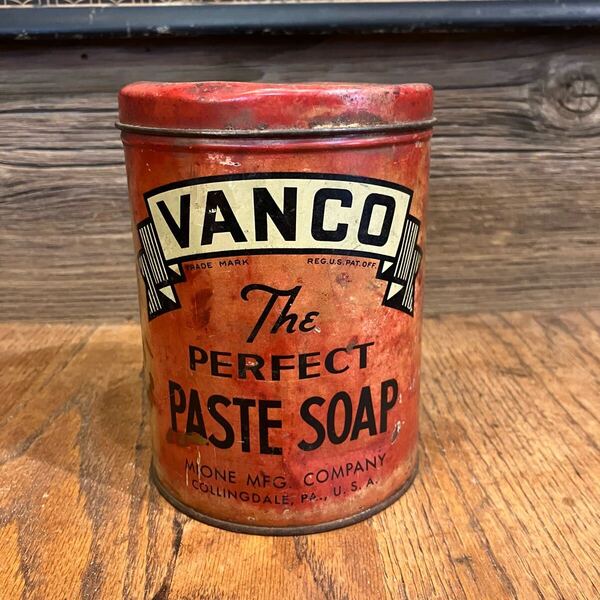 VANCO
TRADE MARK REG.U.S.PAT.OFF.
The
PERFECT
PASTE SOAP
MIONE MFG. COMPANY
COLLINGDALE, PA., U. S. A.